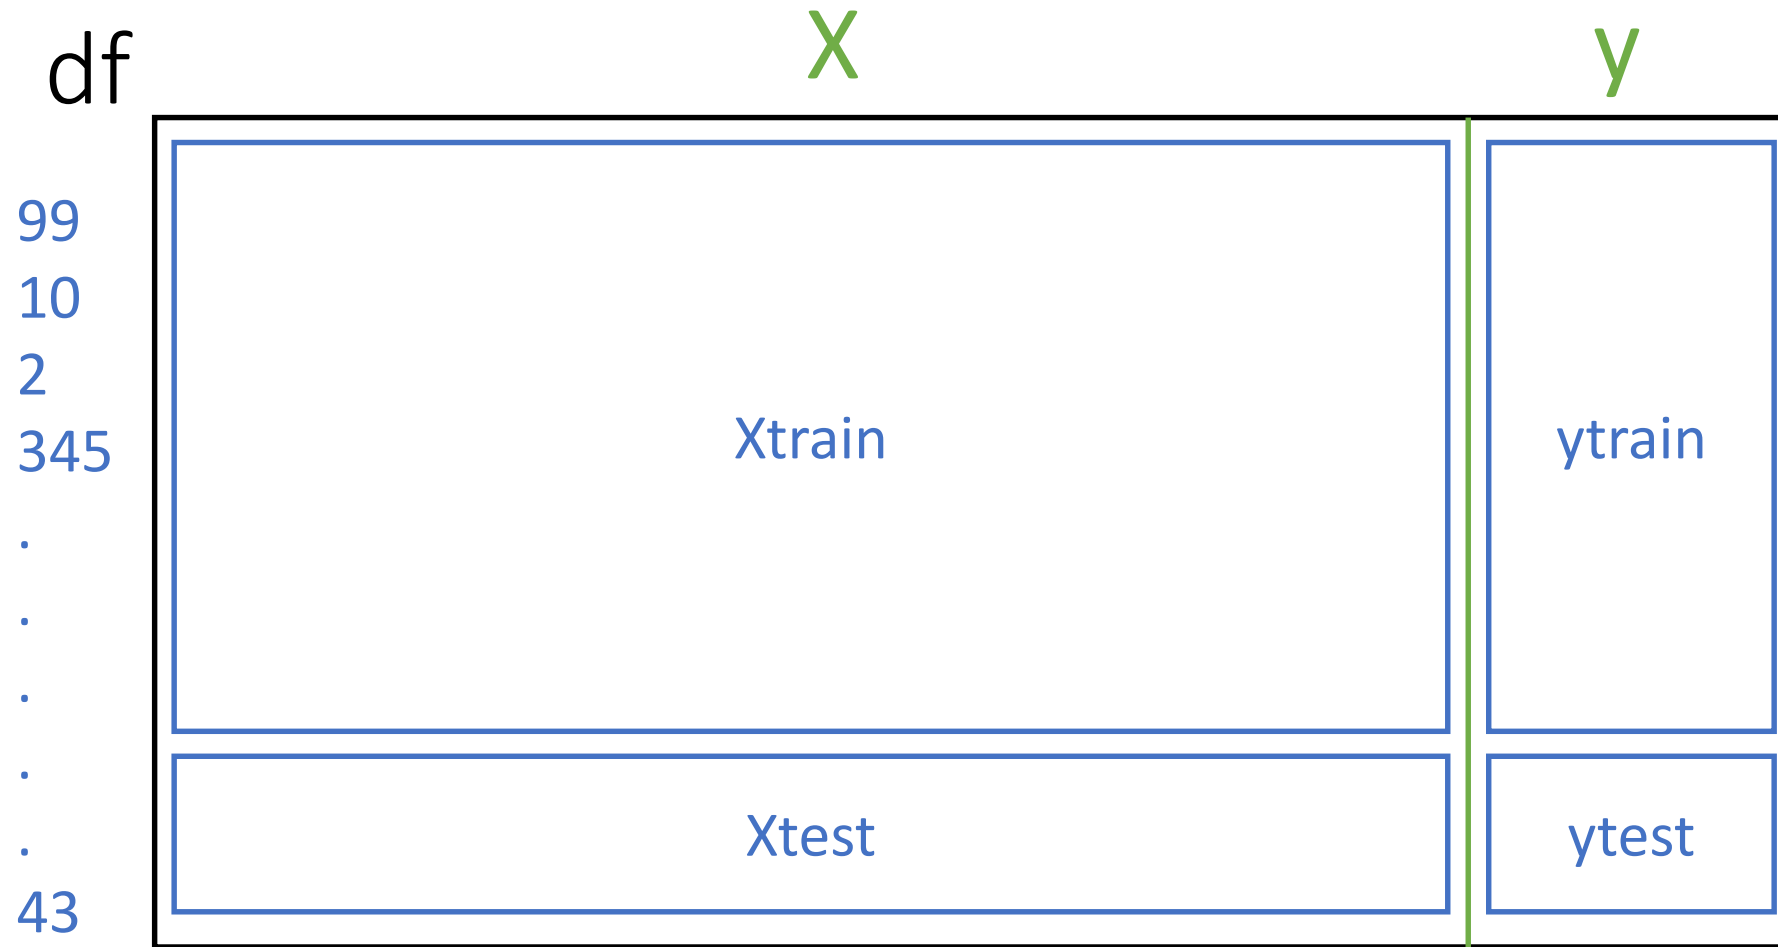 df
X
y
99
10
2
345
.
.
.
.
.
43
Xtrain
ytrain
Xtest
ytest